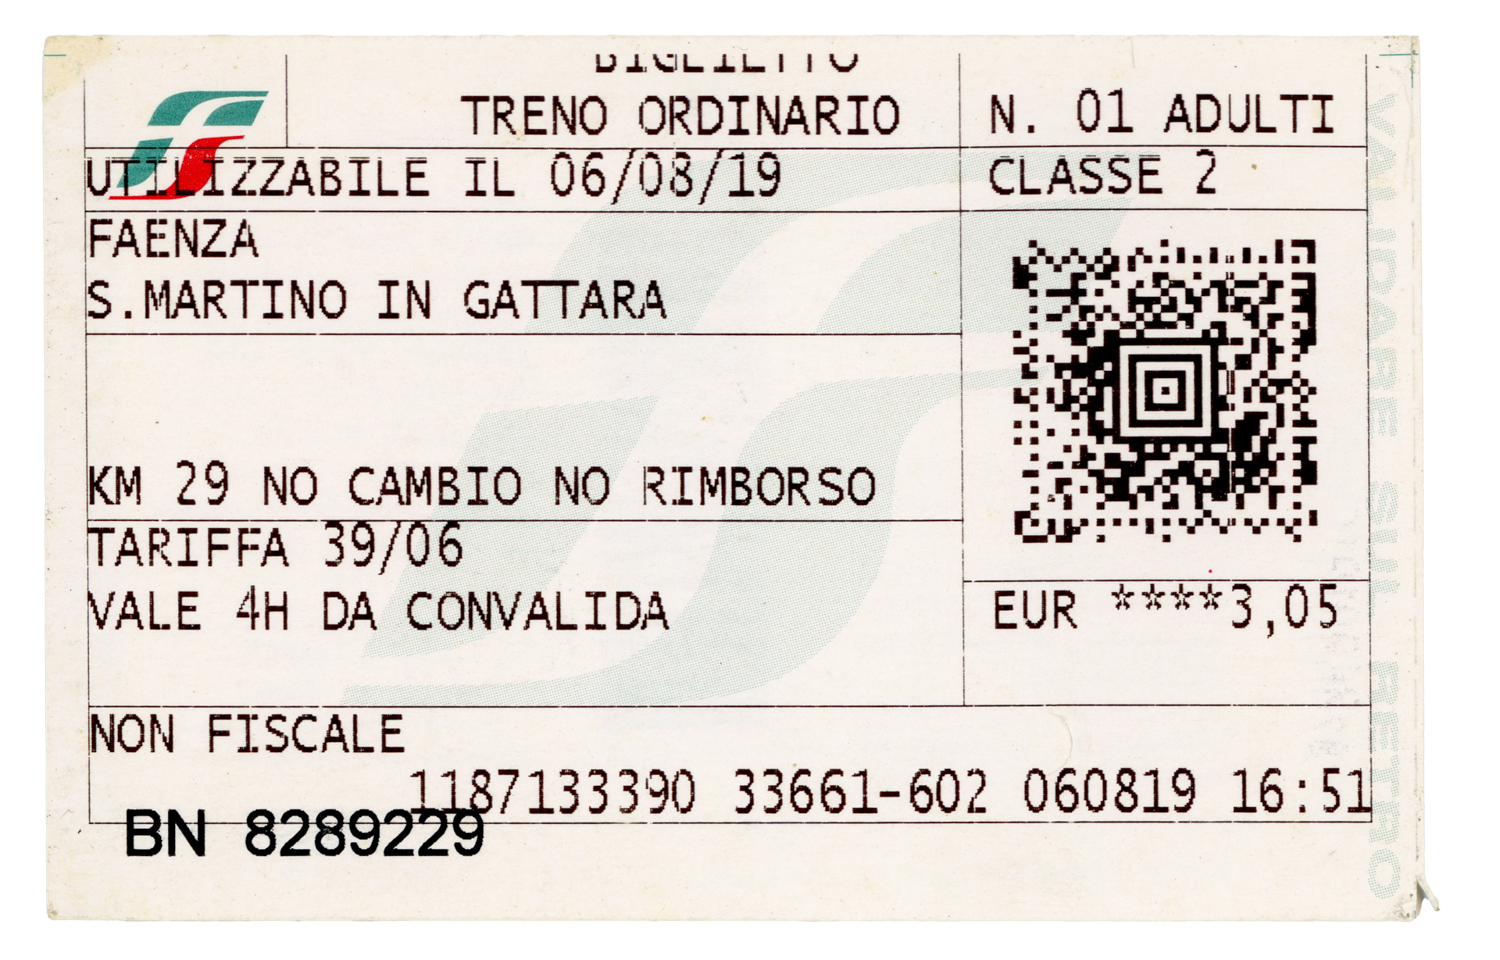 BIGLIETTO
TRENO ORDINARIO
N. 01 ADULTI
UTILIZZABILE IL 06/08/19
CLASSE 2
FAENZA
S.MARTINO IN GATTARA
KM 29 NO CAMBIO NO RIMBORSO
TARIFFA 39/06
VALE 4H DA CONVALIDA
EUR ****3,05
NON FISCALE
1187133390 33661-602 060819 16:51
BN 8289229
VALIDARE SUL RETRO